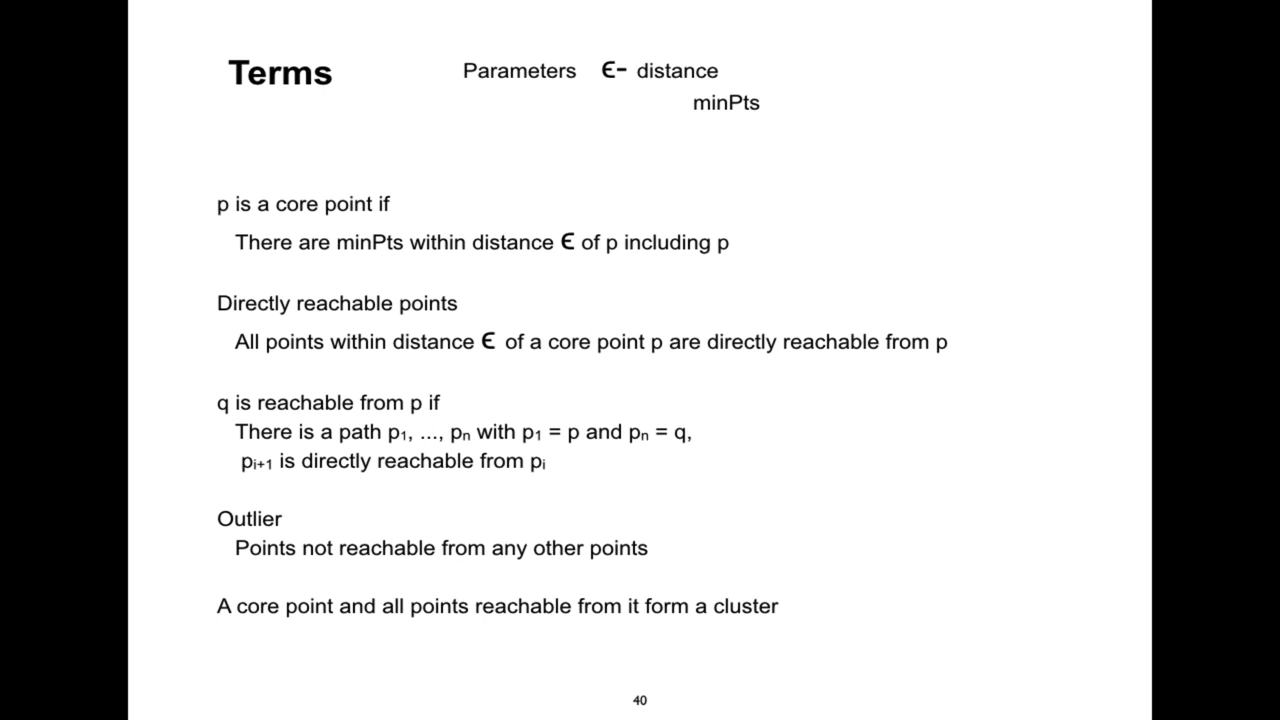 Terms
Parameters ϵ- distance
minPts
p is a core point if
There are minPts within distance ϵ of p including p
Directly reachable points
All points within distance ϵ of a core point p are directly reachable from p
q is reachable from p if
There is a path p₁, ..., pₙ with p₁ = p and pₙ = q,
pᵢ₊₁ is directly reachable from pᵢ
Outlier
Points not reachable from any other points
A core point and all points reachable from it form a cluster
40